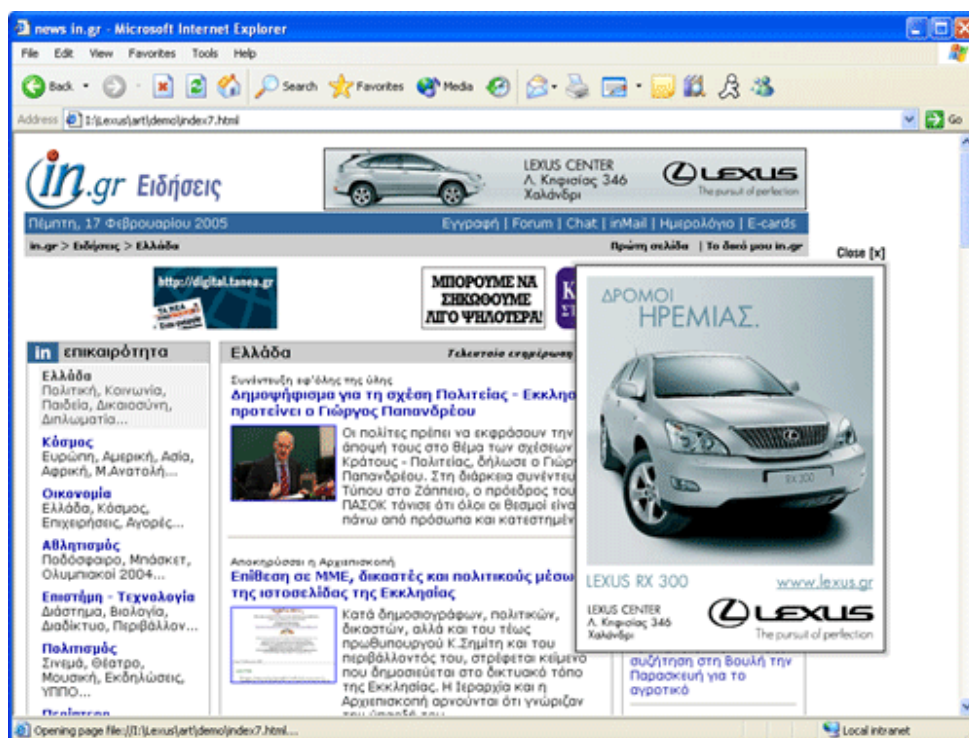 news in.gr - Microsoft Internet Explorer
File Edit View Favorites Tools Help
Back Search Favorites Media
Address I:\Lexus\art\demo\index7.html Go
in.gr Ειδήσεις
LEXUS CENTER
Λ. Κηφισίας 346
Χαλάνδρι
LEXUS
The pursuit of perfection
Πέμπτη, 17 Φεβρουαρίου 2005
Εγγραφή | Forum | Chat | inMail | Ημερολόγιο | E-cards
in.gr > Ειδήσεις > Ελλάδα
Πρώτη σελίδα | Το δικό μου in.gr
Close [x]
http://digital.tanea.gr
ΤΑ ΝΕΑ
ΜΠΟΡΟΥΜΕ ΝΑ
ΣΗΚΩΘΟΥΜΕ
ΛΙΓΟ ΨΗΛΟΤΕΡΑ!
Κ
ΣΤ
in επικαιρότητα
Ελλάδα
Πολιτική, Κοινωνία,
Παιδεία, Δικαιοσύνη,
Διπλωματία...
Κόσμος
Ευρώπη, Αμερική, Ασία,
Αφρική, Μ.Ανατολή...
Οικονομία
Ελλάδα, Κόσμος,
Επιχειρήσεις, Αγορές...
Αθλητισμός
Ποδόσφαιρο, Μπάσκετ,
Ολυμπιακοί 2004...
Επιστήμη - Τεχνολογία
Διάστημα, Βιολογία,
Διαδίκτυο, Περιβάλλον...
Πολιτισμός
Σινεμά, Θέατρο,
Μουσική, Εκδηλώσεις,
ΥΠΠΟ...
Περίπτερο
Ελλάδα
Τελευταία ενημέρωση
Συνέντευξη εφ'όλης της ύλης
Δημοψήφισμα για τη σχέση Πολιτείας - Εκκλησ
προτείνει ο Γιώργος Παπανδρέου
Οι πολίτες πρέπει να εκφράσουν την
άποψή τους στο θέμα των σχέσεων
Κράτους - Πολιτείας, δήλωσε ο Γιώργ
Παπανδρέου. Στη διάρκεια συνέντευ
Τύπου στο Ζάππειο, ο πρόεδρος του
ΠΑΣΟΚ τόνισε ότι όλοι οι θεσμοί είνα
πάνω από πρόσωπα και κατεστημέν
Αποκηρύσσει η Αρχιεπισκοπή
Επίθεση σε ΜΜΕ, δικαστές και πολιτικούς μέσω
της ιστοσελίδας της Εκκλησίας
Κατά δημοσιογράφων, πολιτικών,
δικαστών, αλλά και του τέως
πρωθυπουργού Κ.Σημίτη και του
περιβάλλοντός του, στρέφεται κείμενο
που δημοσιεύεται στο δικτυακό τόπο
της Εκκλησίας. Η Ιεραρχία και η
Αρχιεπισκοπή αρνούνται ότι γνώριζαν
την ύπαρξή του
ΔΡΟΜΟΙ
ΗΡΕΜΙΑΣ.
RX 300
LEXUS RX 300
www.lexus.gr
LEXUS CENTER
Λ. Κηφισίας 346
Χαλάνδρι
LEXUS
The pursuit of perfection
συζήτηση στη Βουλή την
Παρασκευή για το
αγροτικό
Opening page file://I:\Lexus\art\demo\index7.html....
Local intranet